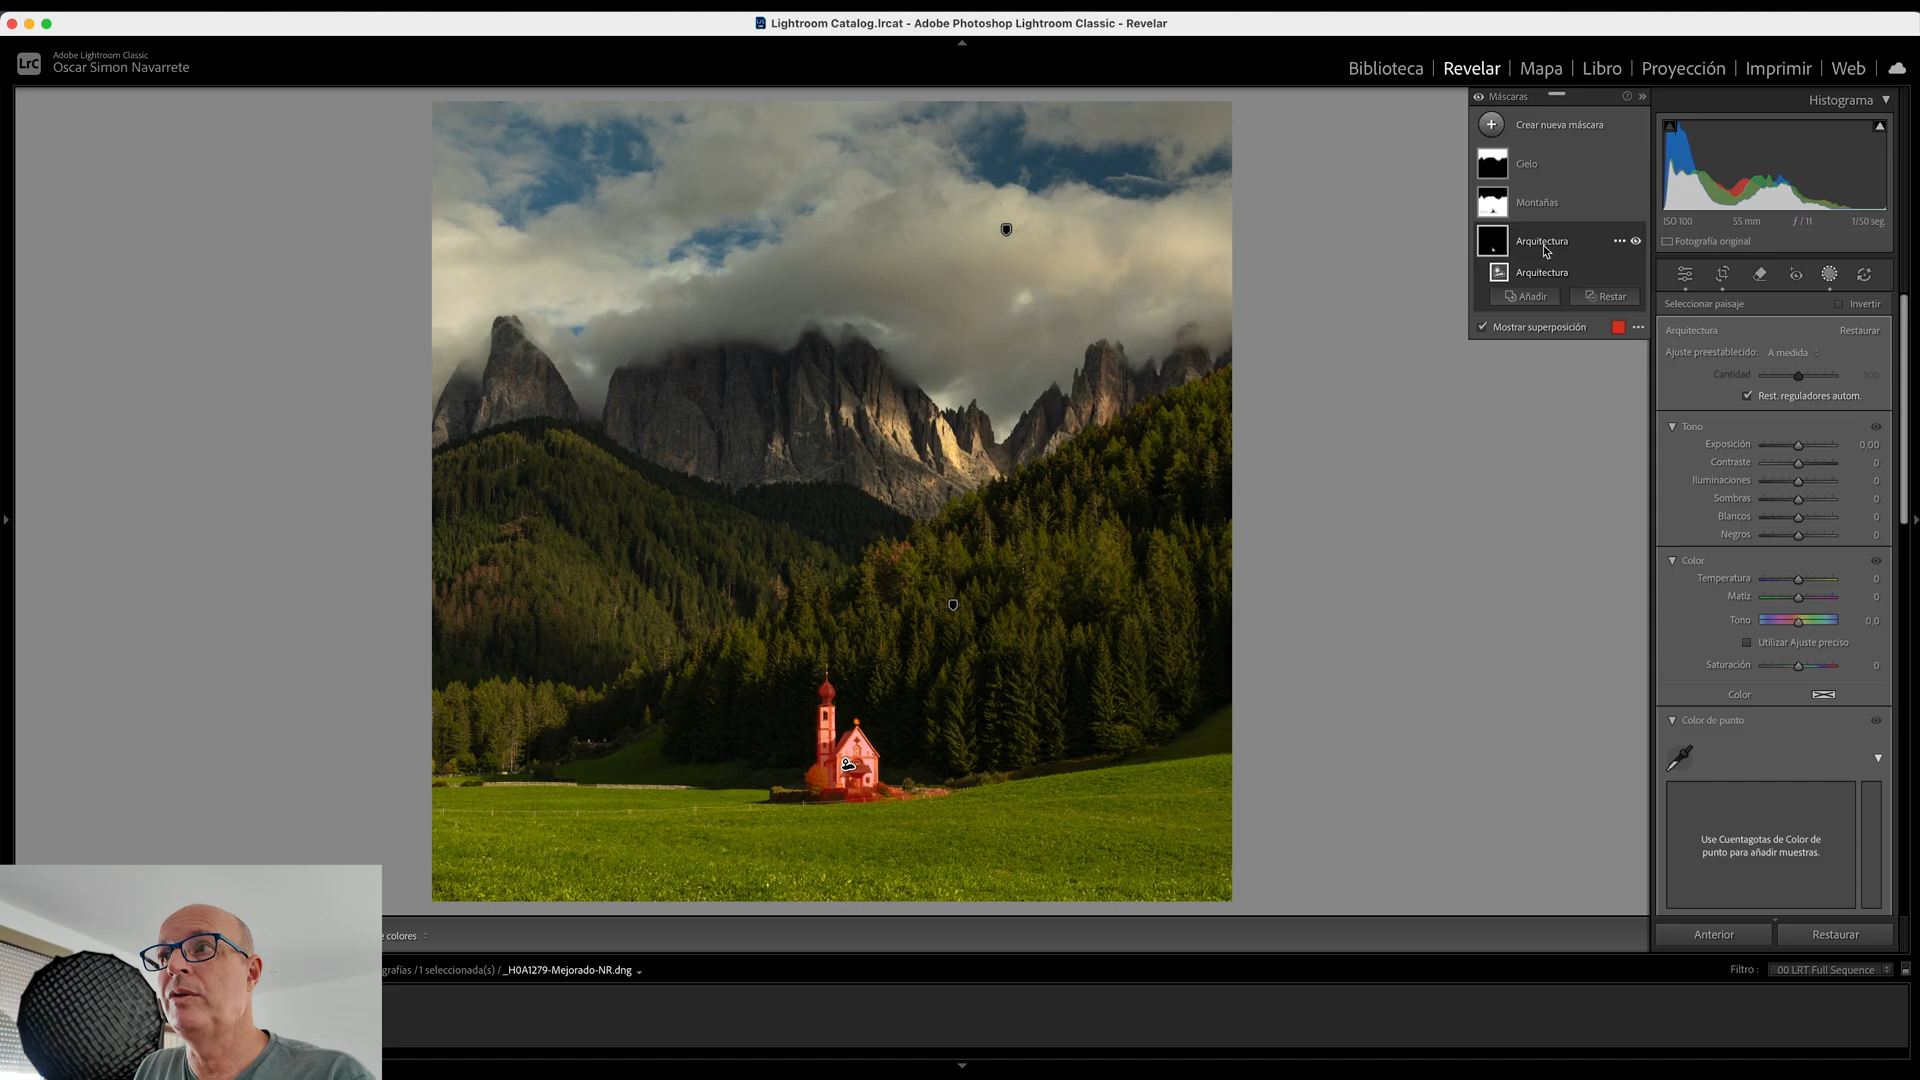 Lightroom Catalog.lrcat - Adobe Photoshop Lightroom Classic - Revelar
LrC
Adobe Lightroom Classic
Oscar Simon Navarrete
Biblioteca | Revelar | Mapa | Libro | Proyección | Imprimir | Web
Máscaras
Crear nueva máscara
Cielo
Montañas
Arquitectura
Arquitectura
Añadir Restar
Mostrar superposición
Histograma
ISO 100 55 mm ƒ / 11 1/50 seg.
Fotografía original
Seleccionar paisaje Invertir
Arquitectura Restaurar
Ajuste preestablecido: A medida
Cantidad 100
Rest. reguladores autom.
Tono
Exposición 0,00
Contraste 0
Iluminaciones 0
Sombras 0
Blancos 0
Negros 0
Color
Temperatura 0
Matiz 0
Tono 0,0
Utilizar Ajuste preciso
Saturación 0
Color
Color de punto
Use Cuentagotas de Color de
punto para añadir muestras.
Anterior Restaurar
e colores
grafías /1 seleccionada(s) /_H0A1279-Mejorado-NR.dng
Filtro : 00 LRT Full Sequence